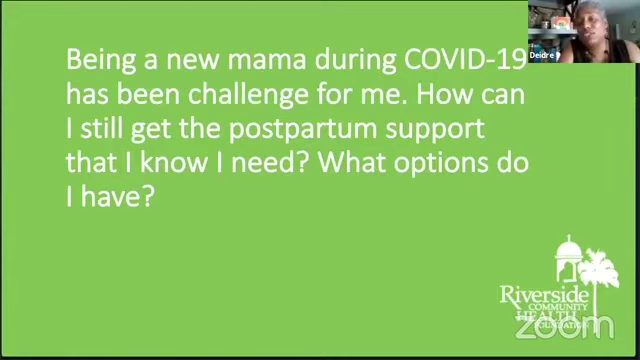 Being a new mama during COVID-19
has been challenge for me. How can
I still get the postpartum support
that I know I need? What options do
I have?
Deidre
Riverside
COMMUNITY
HEALTH
FOUNDATION
zoom